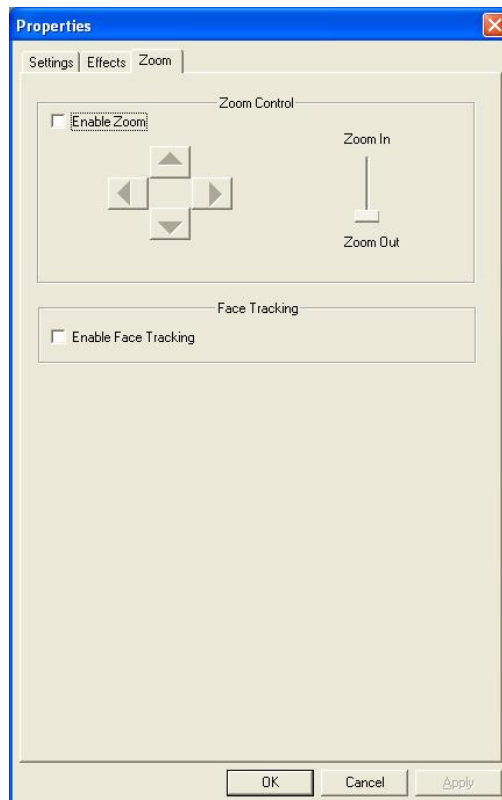 Properties
Settings Effects Zoom
Zoom Control
Enable Zoom
Zoom In
Zoom Out
Face Tracking
Enable Face Tracking
OK Cancel Apply